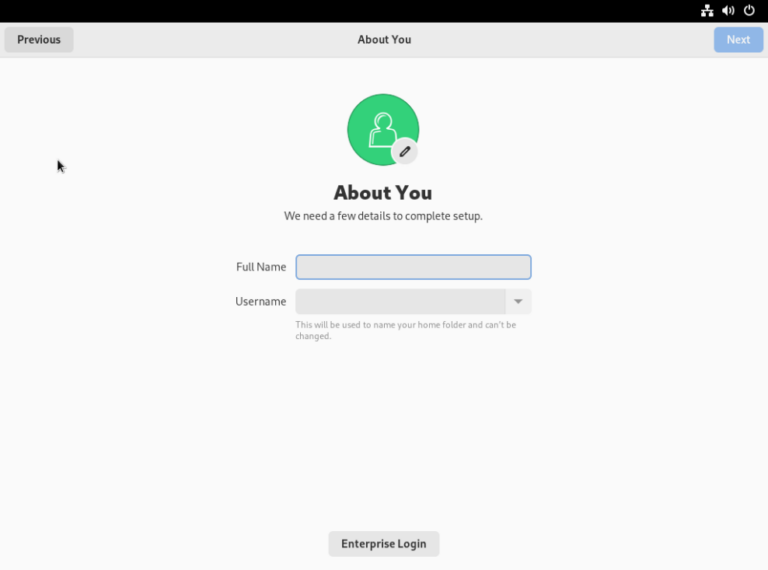 Previous
About You
Next
About You
We need a few details to complete setup.
Full Name
Username
This will be used to name your home folder and can't be
changed.
Enterprise Login